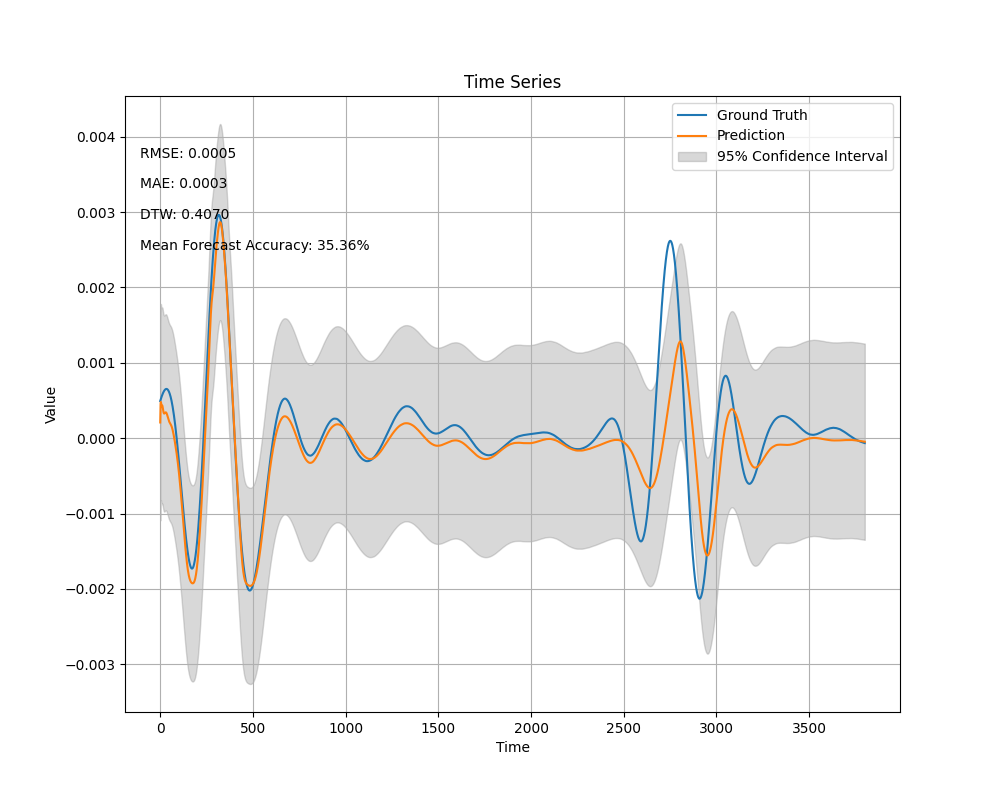 Time Series
Ground Truth
Prediction
95% Confidence Interval
RMSE: 0.0005
MAE: 0.0003
DTW: 0.4070
Mean Forecast Accuracy: 35.36%
Value
0.004
0.003
0.002
0.001
0.000
−0.001
−0.002
−0.003
0 500 1000 1500 2000 2500 3000 3500
Time